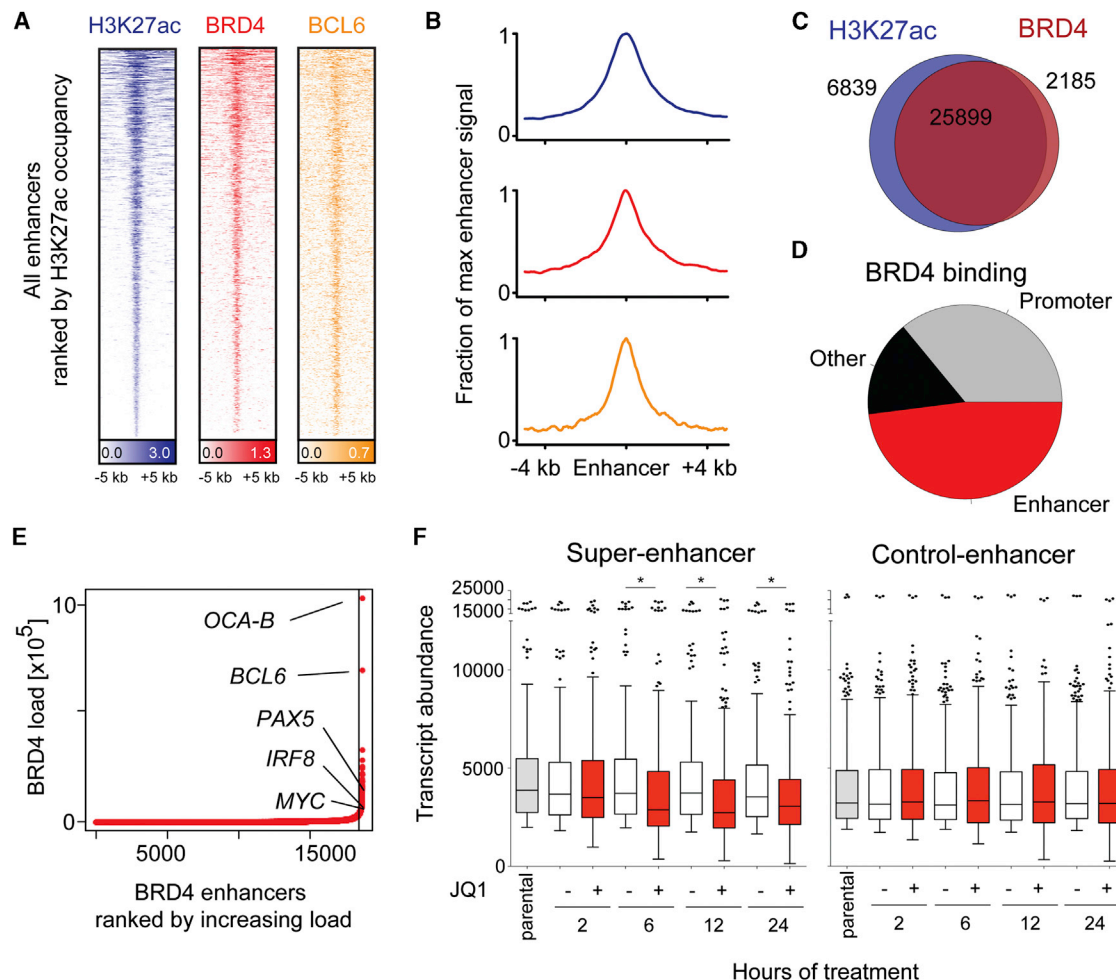 A
H3K27ac BRD4 BCL6
All enhancers
ranked by H3K27ac occupancy
0.0 3.0 0.0 1.3 0.0 0.7
-5 kb +5 kb -5 kb +5 kb -5 kb +5 kb
B
Fraction of max enhancer signal
1
0
1
0
1
0
-4 kb Enhancer +4 kb
C
H3K27ac BRD4
6839 2185
25899
D
BRD4 binding
Promoter
Other
Enhancer
E
BRD4 load [x10⁵]
10
0
OCA-B
BCL6
PAX5
IRF8
MYC
5000 15000
BRD4 enhancers
ranked by increasing load
F
Super-enhancer Control-enhancer
Transcript abundance
25000
15000
10000
5000
0
* * *
JQ1 parental - + - + - + - + parental - + - + - + - +
2 6 12 24 2 6 12 24
Hours of treatment